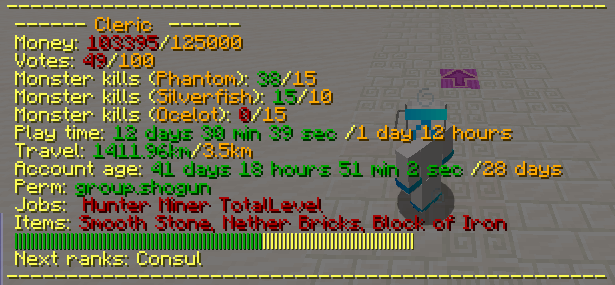 ------ Cleric ------
Money: 103395/125000
Votes: 49/100
Monster kills (Phantom): 38/15
Monster kills (Silverfish): 15/10
Monster kills (Ocelot): 0/15
Play time: 12 days 30 min 39 sec /1 day 12 hours
Travel: 1411.96km/3.5km
Account age: 41 days 18 hours 51 min 2 sec /28 days
Perm: group.shogun
Jobs: Hunter Miner TotalLevel
Items: Smooth Stone, Nether Bricks, Block of Iron
Next ranks: Consul